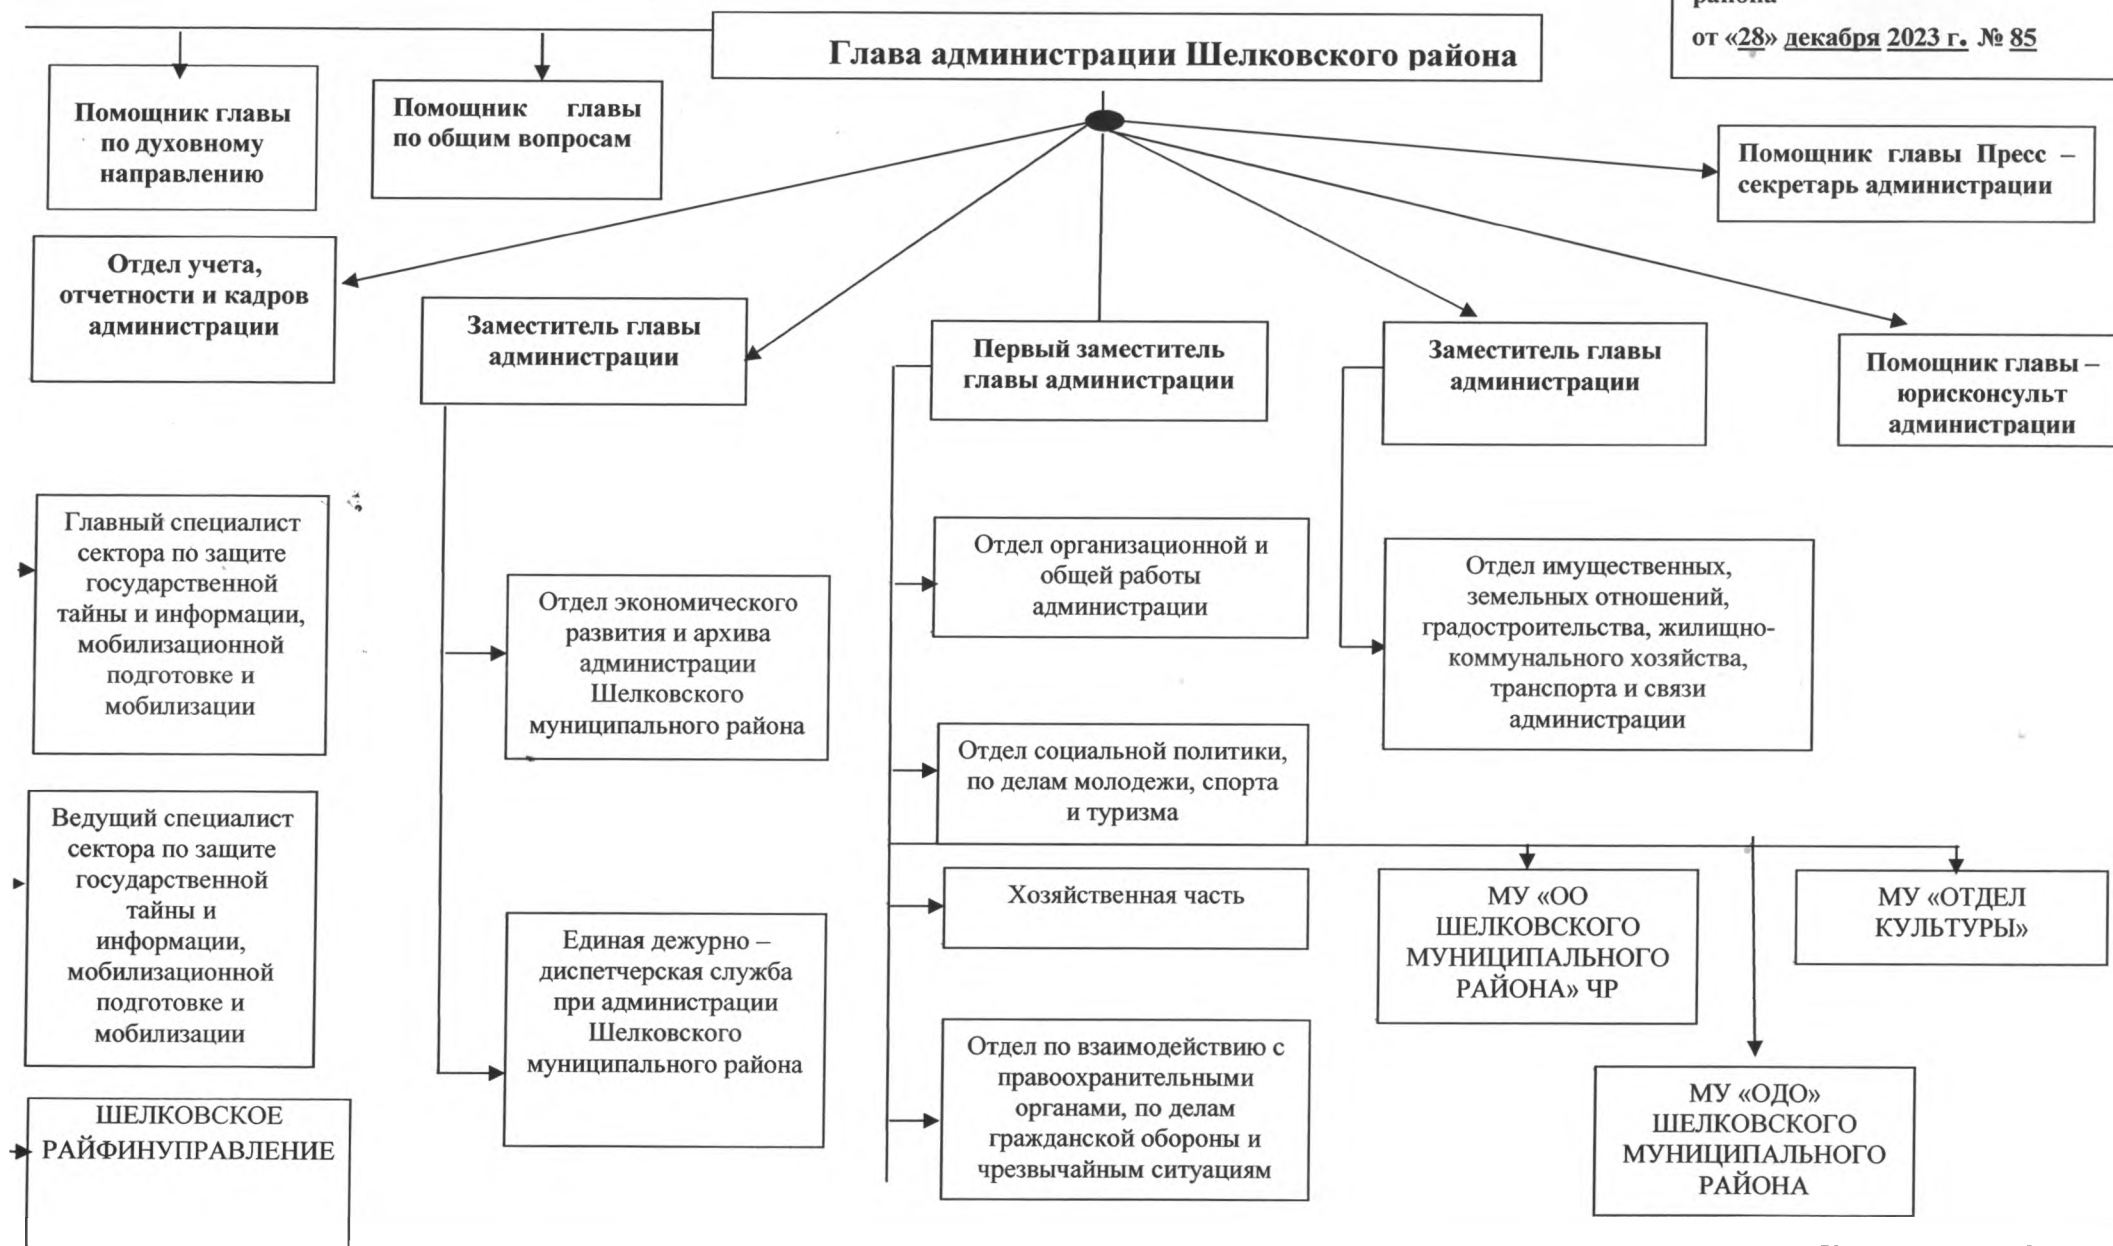 района
от «28» декабря 2023 г. № 85
Глава администрации Шелковского района
Помощник главы
по духовному
направлению
Помощник главы
по общим вопросам
Помощник главы Пресс –
секретарь администрации
Отдел учета,
отчетности и кадров
администрации
Заместитель главы
администрации
Первый заместитель
главы администрации
Заместитель главы
администрации
Помощник главы –
юрисконсульт
администрации
Главный специалист
сектора по защите
государственной
тайны и информации,
мобилизационной
подготовке и
мобилизации
Отдел экономического
развития и архива
администрации
Шелковского
муниципального района
Отдел организационной и
общей работы
администрации
Отдел имущественных,
земельных отношений,
градостроительства, жилищно-
коммунального хозяйства,
транспорта и связи
администрации
Отдел социальной политики,
по делам молодежи, спорта
и туризма
Ведущий специалист
сектора по защите
государственной
тайны и
информации,
мобилизационной
подготовке и
мобилизации
Единая дежурно –
диспетчерская служба
при администрации
Шелковского
муниципального района
Хозяйственная часть
МУ «ОО
ШЕЛКОВСКОГО
МУНИЦИПАЛЬНОГО
РАЙОНА» ЧР
МУ «ОТДЕЛ
КУЛЬТУРЫ»
Отдел по взаимодействию с
правоохранительными
органами, по делам
гражданской обороны и
чрезвычайным ситуациям
МУ «ОДО»
ШЕЛКОВСКОГО
МУНИЦИПАЛЬНОГО
РАЙОНА
ШЕЛКОВСКОЕ
РАЙФИНУПРАВЛЕНИЕ